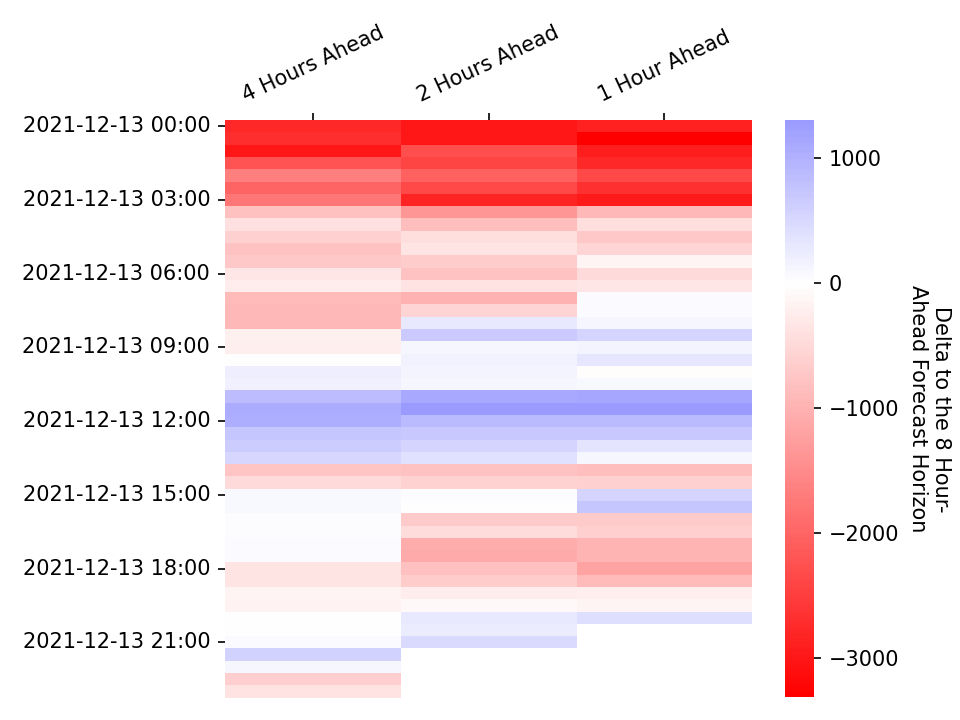 4 Hours Ahead
2 Hours Ahead
1 Hour Ahead
2021-12-13 00:00
2021-12-13 03:00
2021-12-13 06:00
2021-12-13 09:00
2021-12-13 12:00
2021-12-13 15:00
2021-12-13 18:00
2021-12-13 21:00
1000
0
−1000
−2000
−3000
Delta to the 8 Hour-
Ahead Forecast Horizon